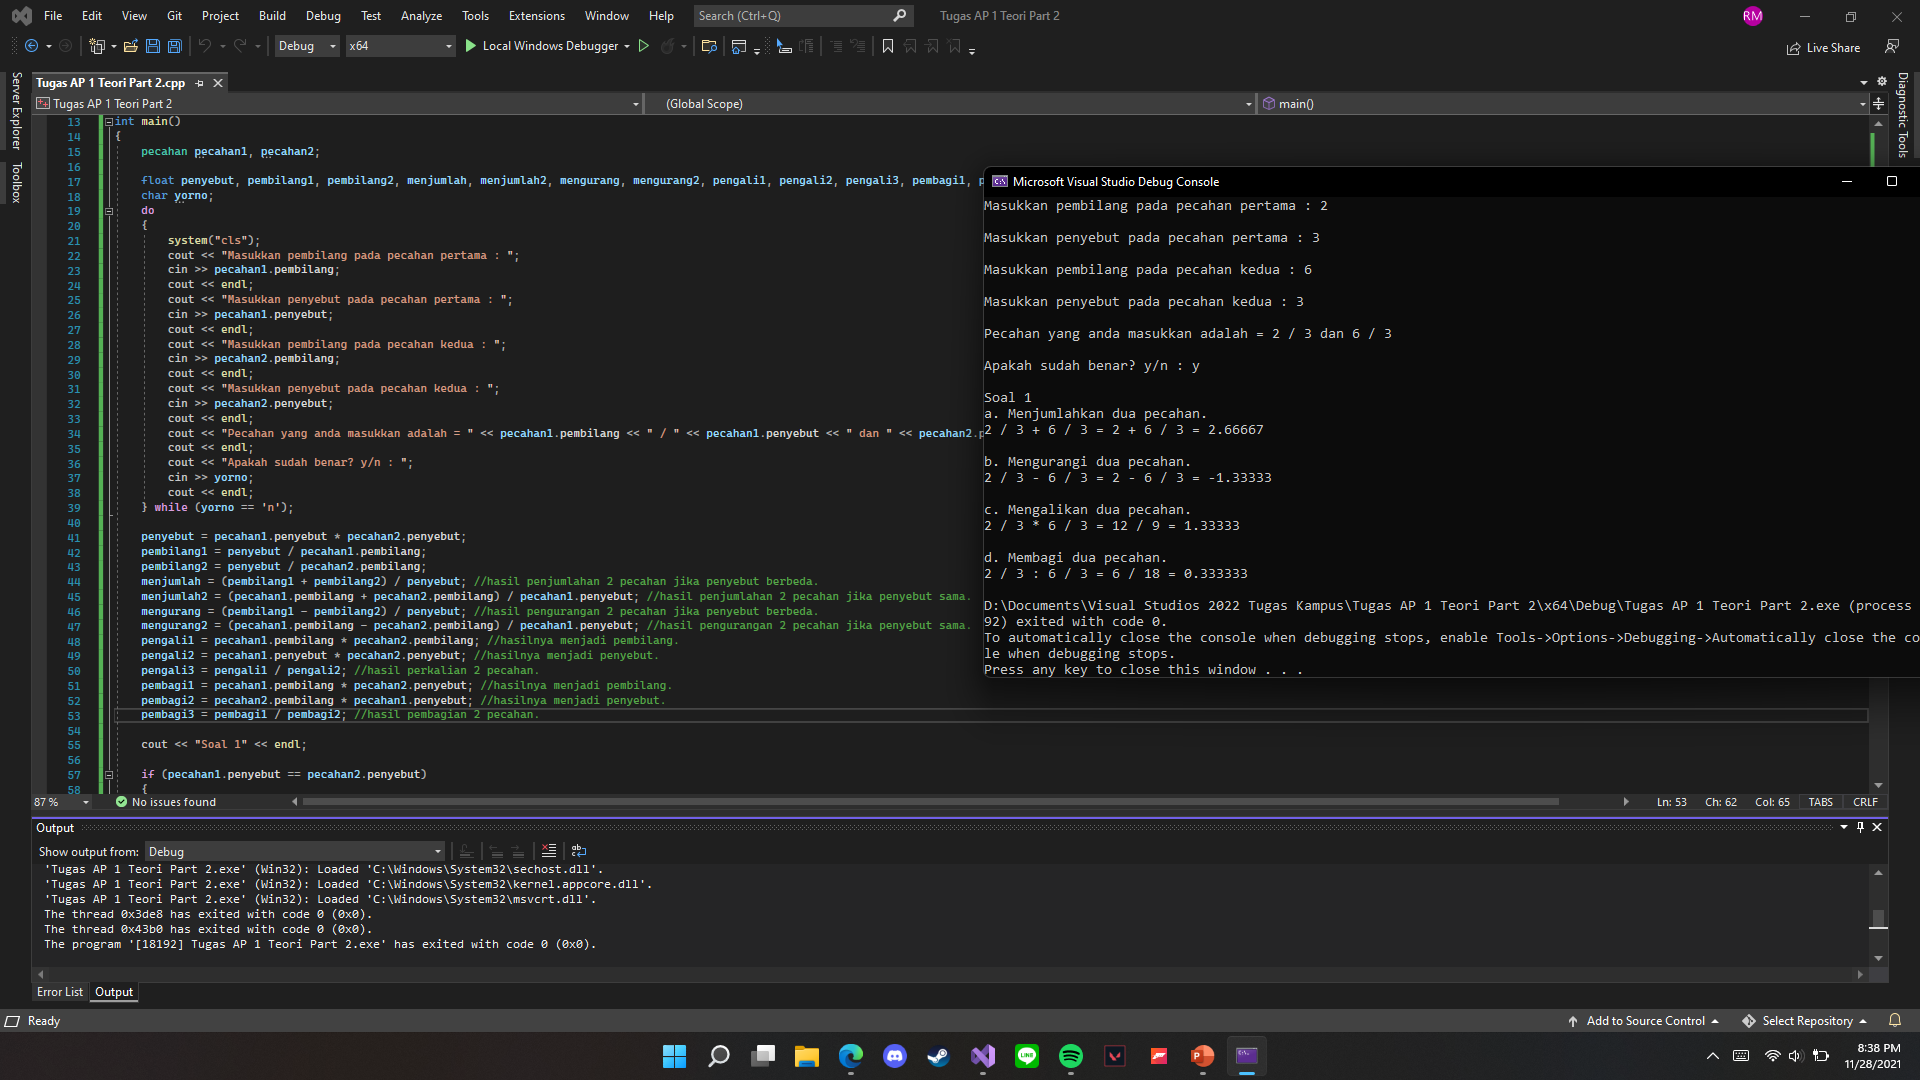 File Edit View Git Project Build Debug Test Analyze Tools Extensions Window Help Search (Ctrl+Q) Tugas AP 1 Teori Part 2 RM
Debug x64 Local Windows Debugger Live Share
Server Explorer
Toolbox
Diagnostic Tools
Tugas AP 1 Teori Part 2.cpp
Tugas AP 1 Teori Part 2 (Global Scope) main()
13 int main()
14 {
15 pecahan pecahan1, pecahan2;
16
17 float penyebut, pembilang1, pembilang2, menjumlah, menjumlah2, mengurang, mengurang2, pengali1, pengali2, pengali3, pembagi1,
18 char yorno;
19 do
20 {
21 system("cls");
22 cout << "Masukkan pembilang pada pecahan pertama : ";
23 cin >> pecahan1.pembilang;
24 cout << endl;
25 cout << "Masukkan penyebut pada pecahan pertama : ";
26 cin >> pecahan1.penyebut;
27 cout << endl;
28 cout << "Masukkan pembilang pada pecahan kedua : ";
29 cin >> pecahan2.pembilang;
30 cout << endl;
31 cout << "Masukkan penyebut pada pecahan kedua : ";
32 cin >> pecahan2.penyebut;
33 cout << endl;
34 cout << "Pecahan yang anda masukkan adalah = " << pecahan1.pembilang << " / " << pecahan1.penyebut << " dan " << pecahan2.p
35 cout << endl;
36 cout << "Apakah sudah benar? y/n : ";
37 cin >> yorno;
38 cout << endl;
39 } while (yorno == 'n');
40
41 penyebut = pecahan1.penyebut * pecahan2.penyebut;
42 pembilang1 = penyebut / pecahan1.pembilang;
43 pembilang2 = penyebut / pecahan2.pembilang;
44 menjumlah = (pembilang1 + pembilang2) / penyebut; //hasil penjumlahan 2 pecahan jika penyebut berbeda.
45 menjumlah2 = (pecahan1.pembilang + pecahan2.pembilang) / pecahan1.penyebut; //hasil penjumlahan 2 pecahan jika penyebut sama.
46 mengurang = (pembilang1 - pembilang2) / penyebut; //hasil pengurangan 2 pecahan jika penyebut berbeda.
47 mengurang2 = (pecahan1.pembilang - pecahan2.pembilang) / pecahan1.penyebut; //hasil pengurangan 2 pecahan jika penyebut sama.
48 pengali1 = pecahan1.pembilang * pecahan2.pembilang; //hasilnya menjadi pembilang.
49 pengali2 = pecahan1.penyebut * pecahan2.penyebut; //hasilnya menjadi penyebut.
50 pengali3 = pengali1 / pengali2; //hasil perkalian 2 pecahan.
51 pembagi1 = pecahan1.pembilang * pecahan2.penyebut; //hasilnya menjadi pembilang.
52 pembagi2 = pecahan2.pembilang * pecahan1.penyebut; //hasilnya menjadi penyebut.
53 pembagi3 = pembagi1 / pembagi2; //hasil pembagian 2 pecahan.
54
55 cout << "Soal 1" << endl;
56
57 if (pecahan1.penyebut == pecahan2.penyebut)
58 {
Microsoft Visual Studio Debug Console
Masukkan pembilang pada pecahan pertama : 2
Masukkan penyebut pada pecahan pertama : 3
Masukkan pembilang pada pecahan kedua : 6
Masukkan penyebut pada pecahan kedua : 3
Pecahan yang anda masukkan adalah = 2 / 3 dan 6 / 3
Apakah sudah benar? y/n : y
Soal 1
a. Menjumlahkan dua pecahan.
2 / 3 + 6 / 3 = 2 + 6 / 3 = 2.66667
b. Mengurangi dua pecahan.
2 / 3 - 6 / 3 = 2 - 6 / 3 = -1.33333
c. Mengalikan dua pecahan.
2 / 3 * 6 / 3 = 12 / 9 = 1.33333
d. Membagi dua pecahan.
2 / 3 : 6 / 3 = 6 / 18 = 0.333333
D:\Documents\Visual Studios 2022 Tugas Kampus\Tugas AP 1 Teori Part 2\x64\Debug\Tugas AP 1 Teori Part 2.exe (process
92) exited with code 0.
To automatically close the console when debugging stops, enable Tools->Options->Debugging->Automatically close the co
le when debugging stops.
Press any key to close this window . . .
87 % No issues found Ln: 53 Ch: 62 Col: 65 TABS CRLF
Output
Show output from: Debug
'Tugas AP 1 Teori Part 2.exe' (Win32): Loaded 'C:\Windows\System32\sechost.dll'.
'Tugas AP 1 Teori Part 2.exe' (Win32): Loaded 'C:\Windows\System32\kernel.appcore.dll'.
'Tugas AP 1 Teori Part 2.exe' (Win32): Loaded 'C:\Windows\System32\msvcrt.dll'.
The thread 0x3de8 has exited with code 0 (0x0).
The thread 0x43b0 has exited with code 0 (0x0).
The program '[18192] Tugas AP 1 Teori Part 2.exe' has exited with code 0 (0x0).
Error List Output
Ready Add to Source Control Select Repository
8:38 PM
11/28/2021